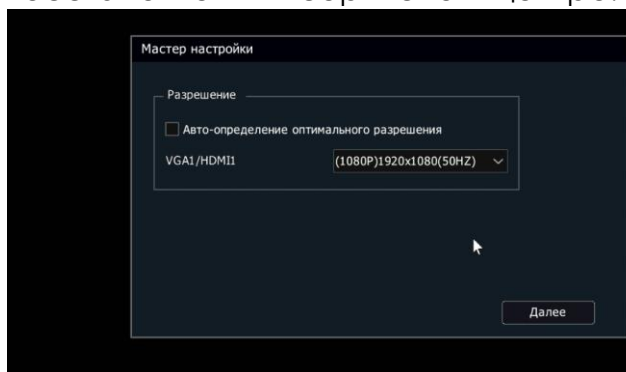 Мастер настройки
Разрешение
Авто-определение оптимального разрешения
VGA1/HDMI1 (1080P)1920x1080(50HZ)
Далее